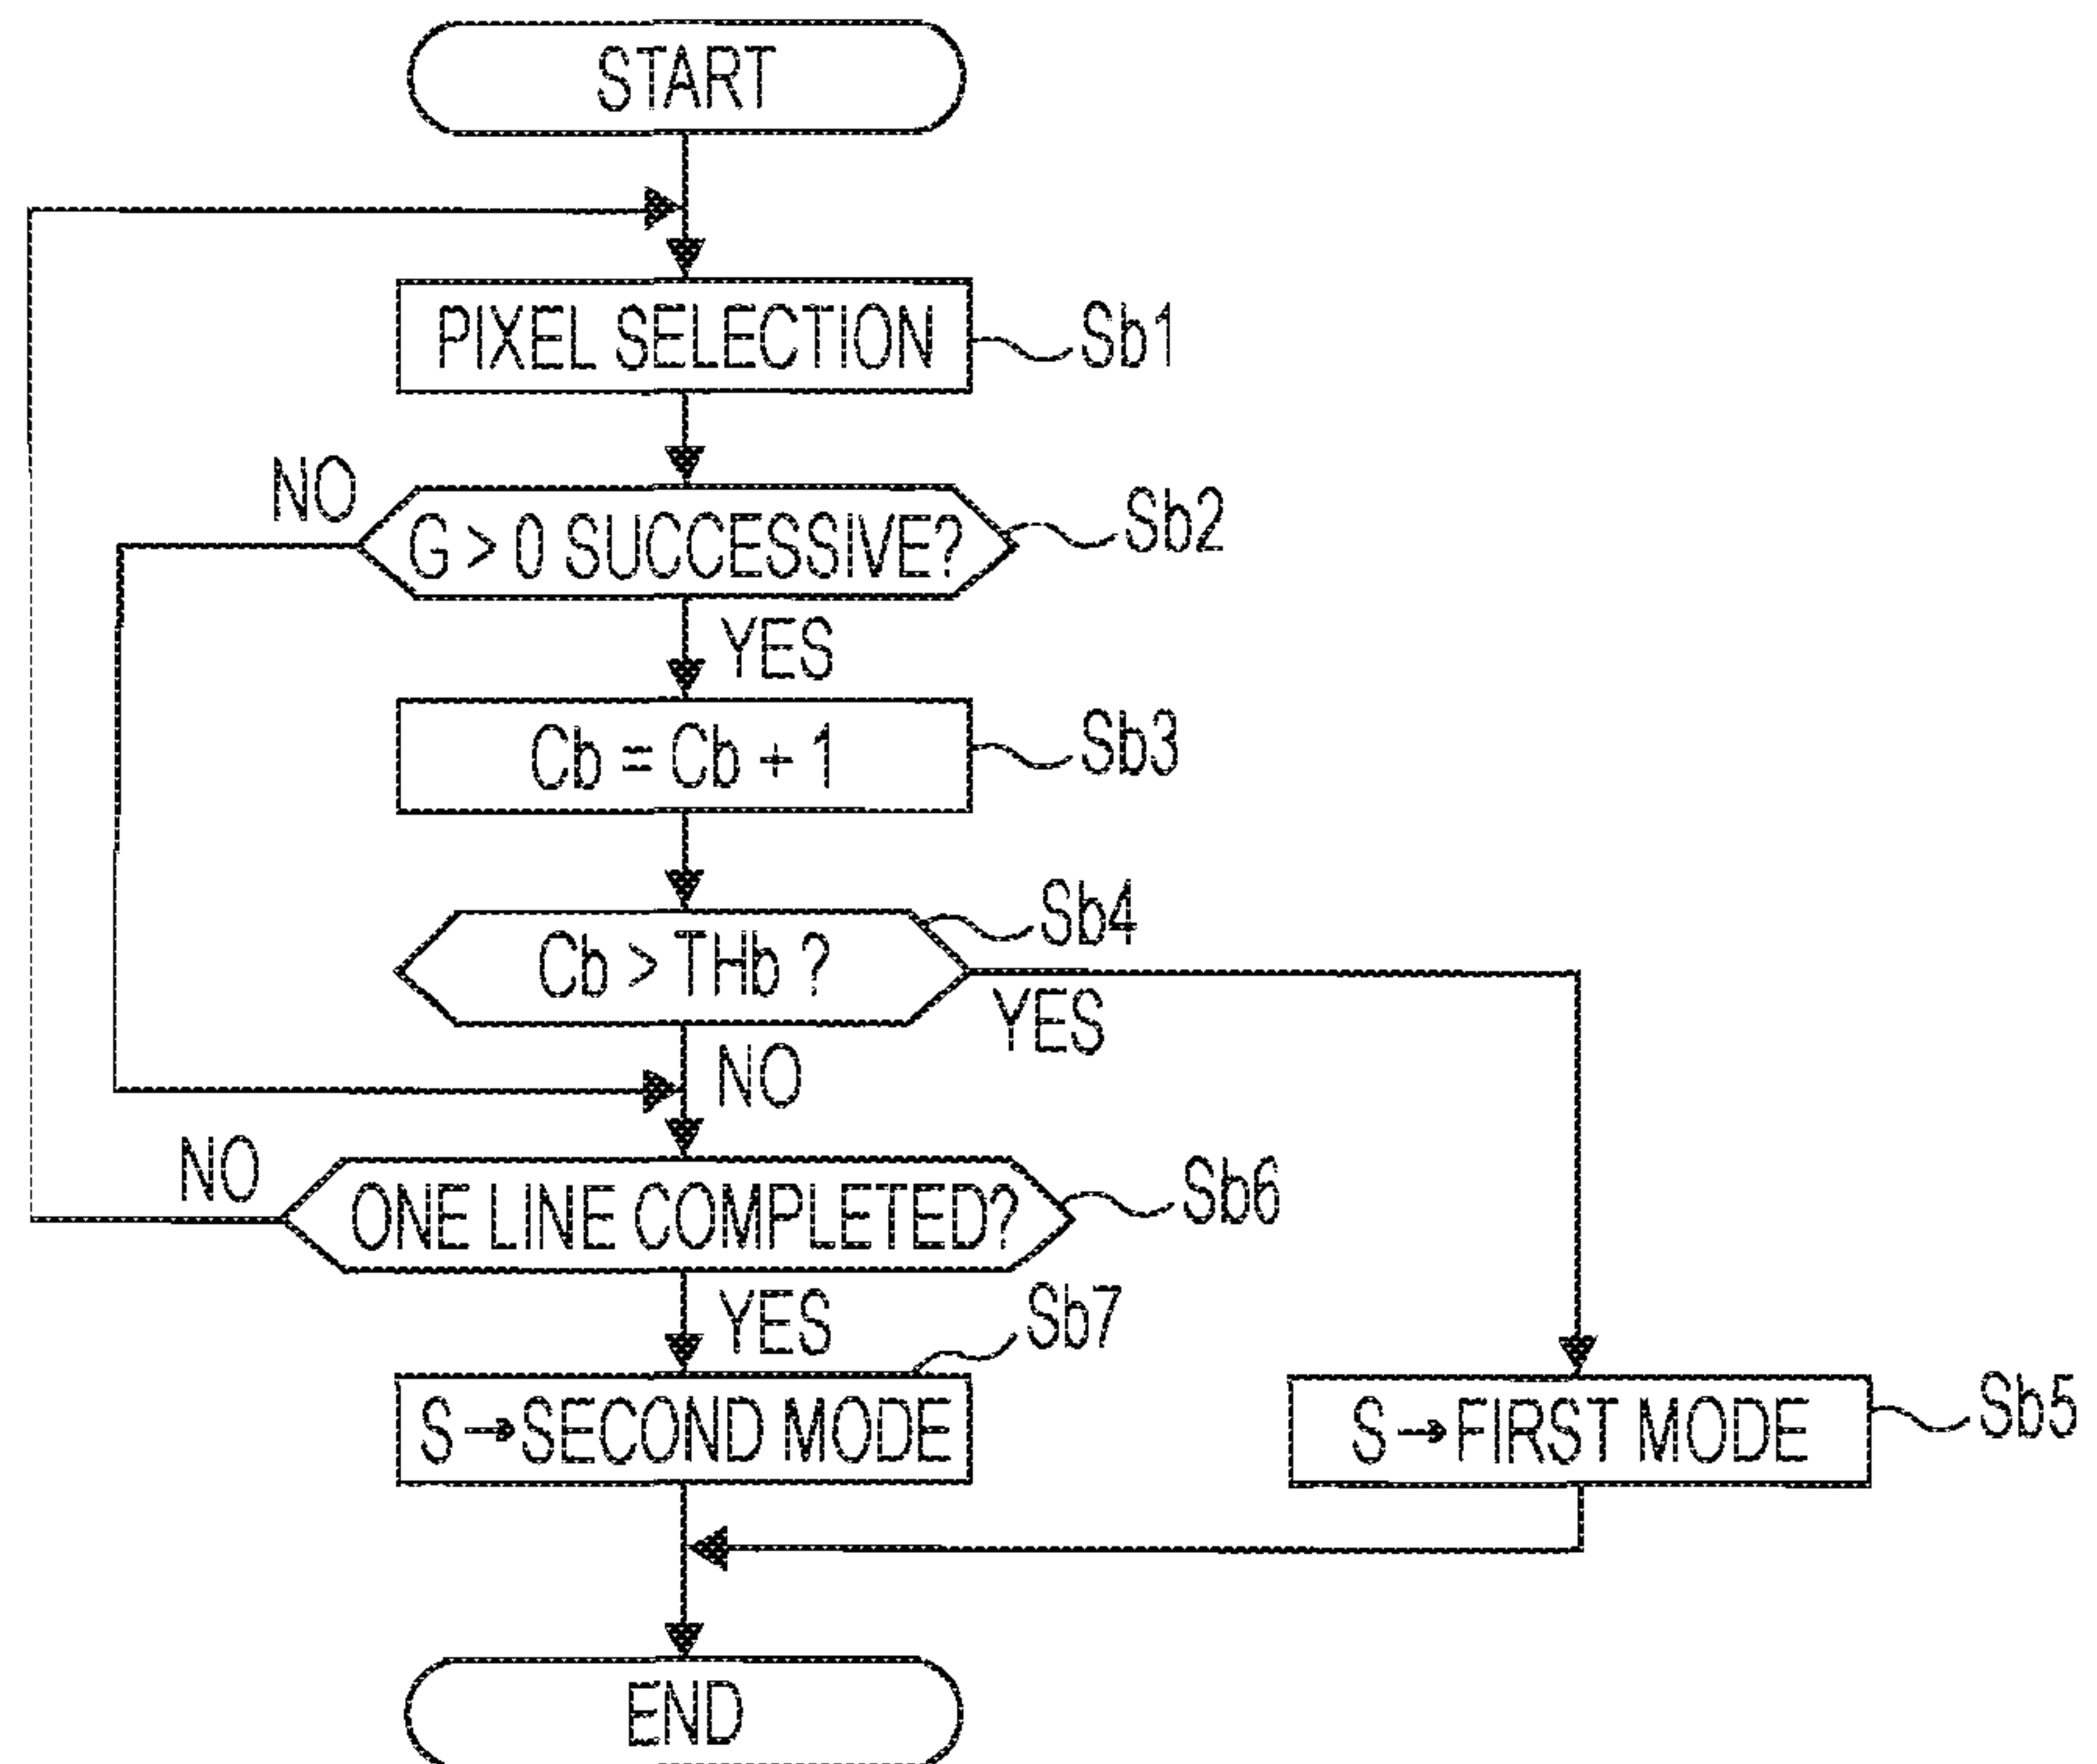 START
PIXEL SELECTION
Sb1
NO
G > 0 SUCCESSIVE?
Sb2
YES
Cb = Cb + 1
Sb3
Cb > THb ?
Sb4
YES
NO
NO
ONE LINE COMPLETED?
Sb6
YES
Sb7
S→SECOND MODE
S→FIRST MODE
Sb5
END